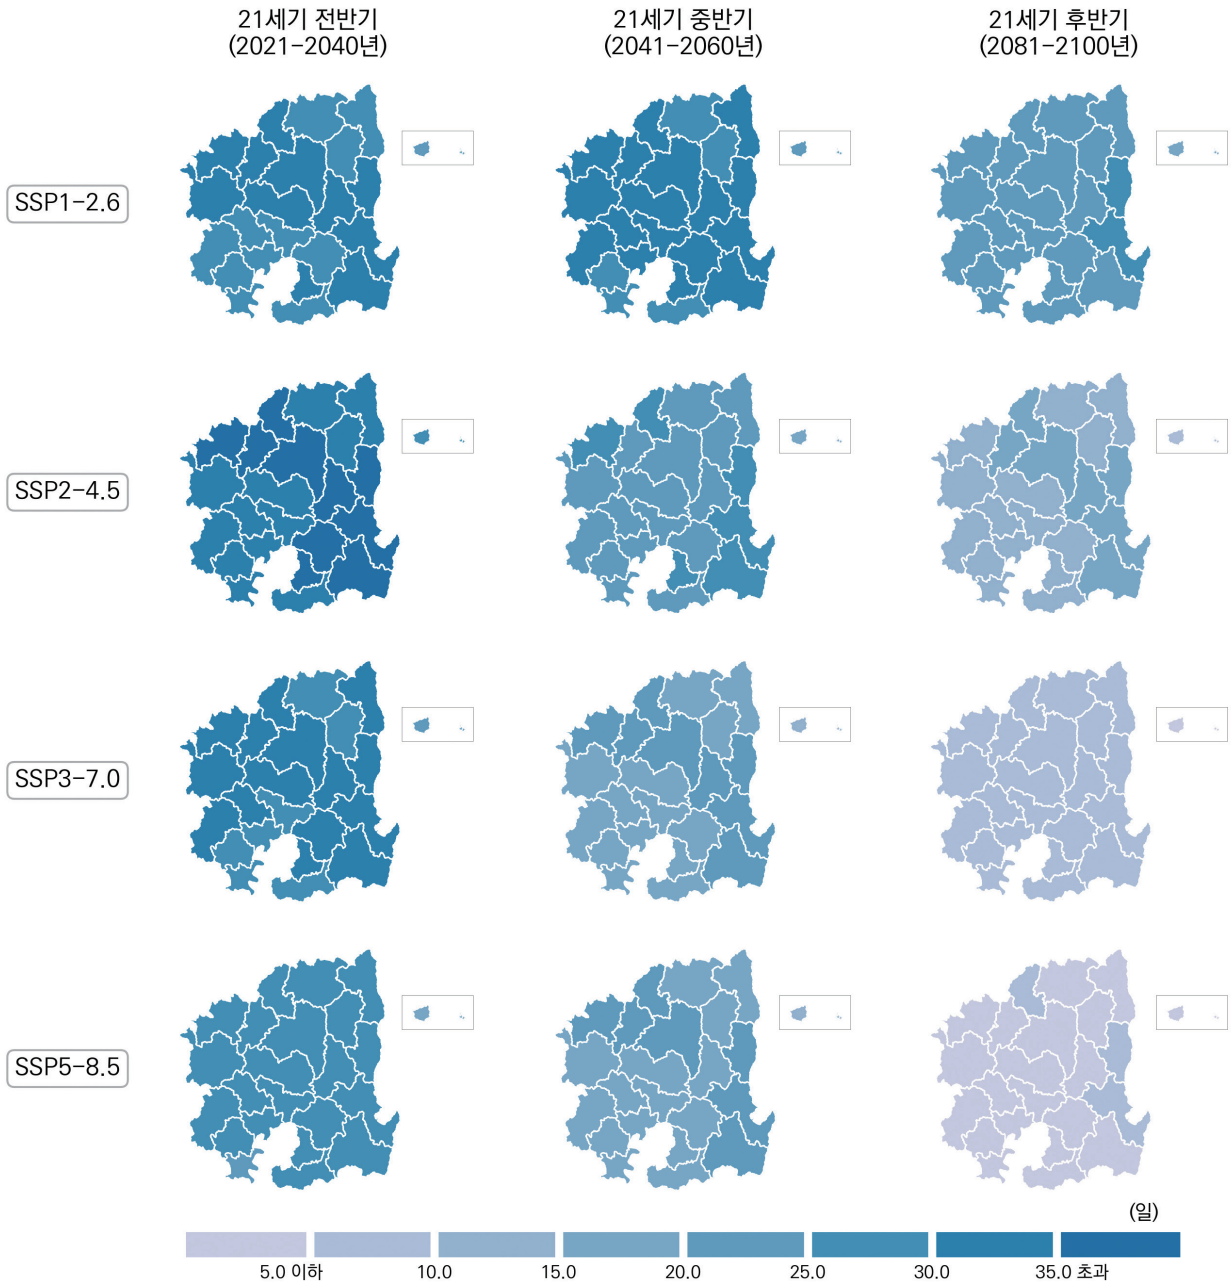 21세기 전반기
(2021-2040년)
21세기 중반기
(2041-2060년)
21세기 후반기
(2081-2100년)
SSP1-2.6
SSP2-4.5
SSP3-7.0
SSP5-8.5
(일)
5.0 이하 10.0 15.0 20.0 25.0 30.0 35.0 초과